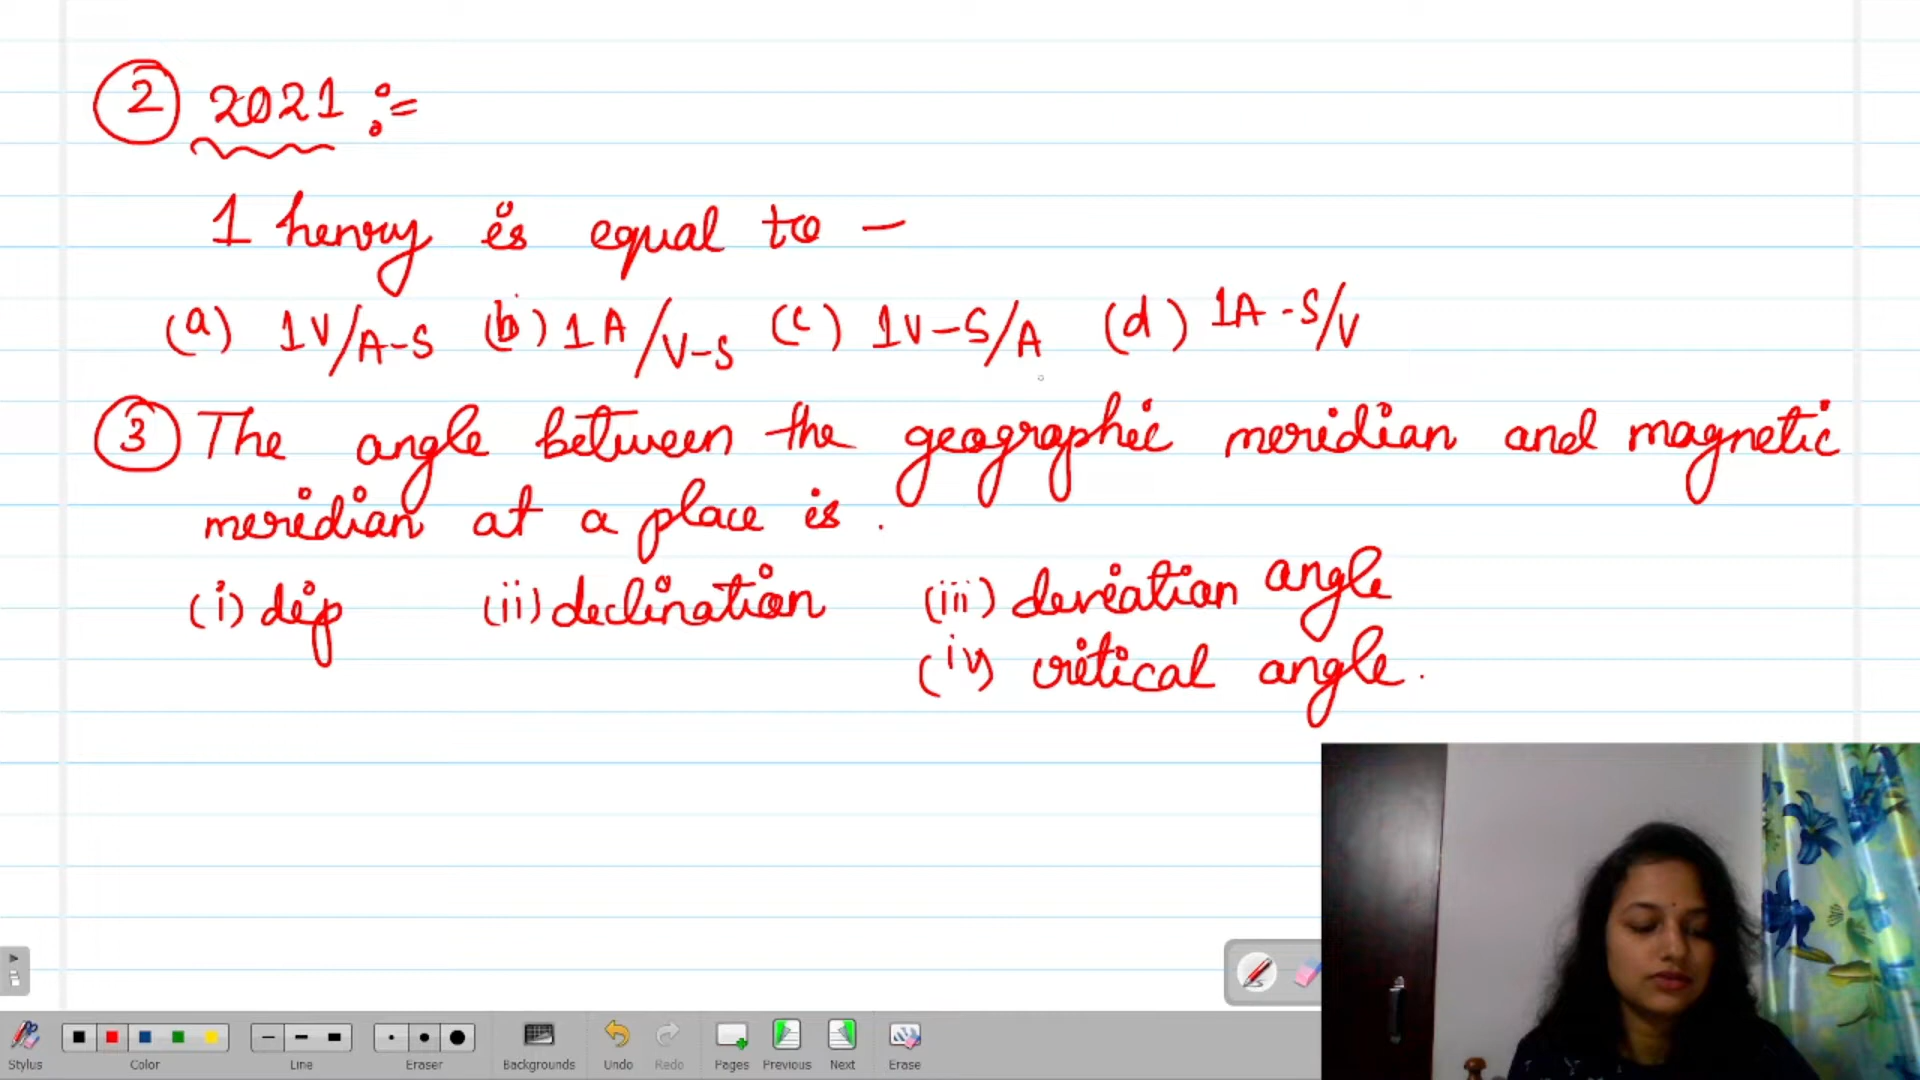 2 2021 :=
1 henry is equal to —
(a) 1V/A-S (b) 1A/V-S (c) 1V-S/A (d) 1A-S/V
3 The angle between the geographic meridian and magnetic
meridian at a place is .
(i) dip (ii) declination (iii) deviation angle
(iv) critical angle.
Stylus Color Line Eraser Backgrounds Undo Redo Pages Previous Next Erase